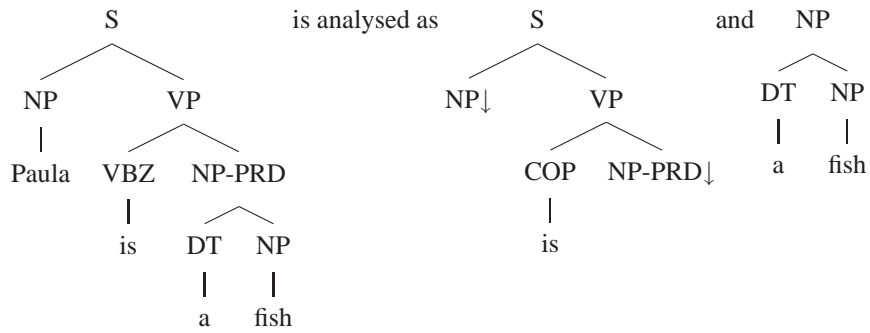 S is analysed as S and NP
NP VP NP↓ VP DT NP
Paula VBZ NP-PRD COP NP-PRD↓ a fish
is DT NP is
a fish